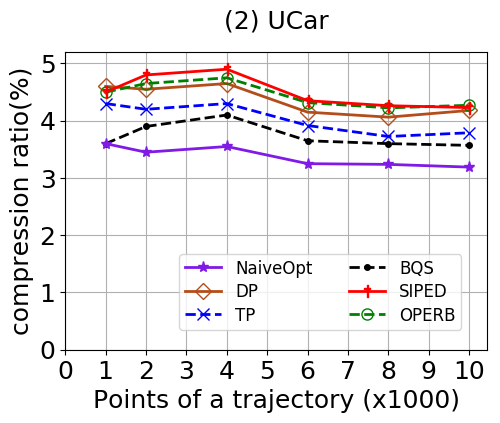 (2) UCar
compression ratio(%)
5
4
3
2
1
0
NaiveOpt
DP
TP
BQS
SIPED
OPERB
0 1 2 3 4 5 6 7 8 9 10
Points of a trajectory (x1000)